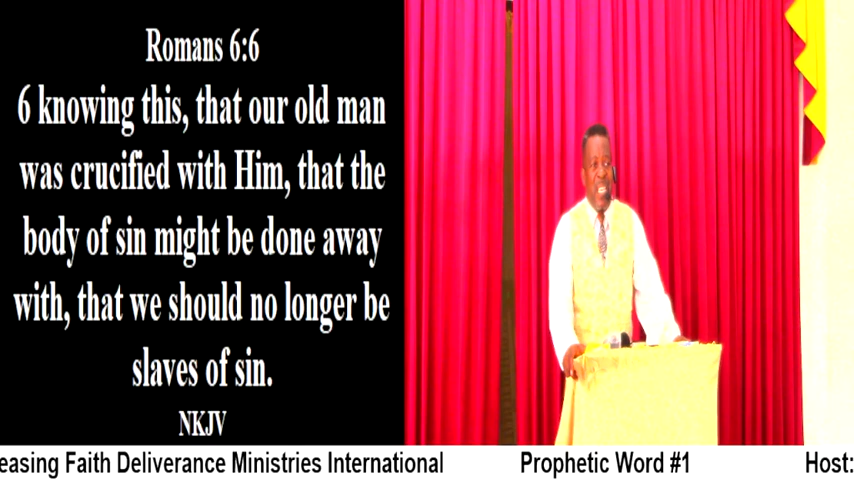 Romans 6:6
6 knowing this, that our old man
was crucified with Him, that the
body of sin might be done away
with, that we should no longer be
slaves of sin.
NKJV
easing Faith Deliverance Ministries International Prophetic Word #1 Host: